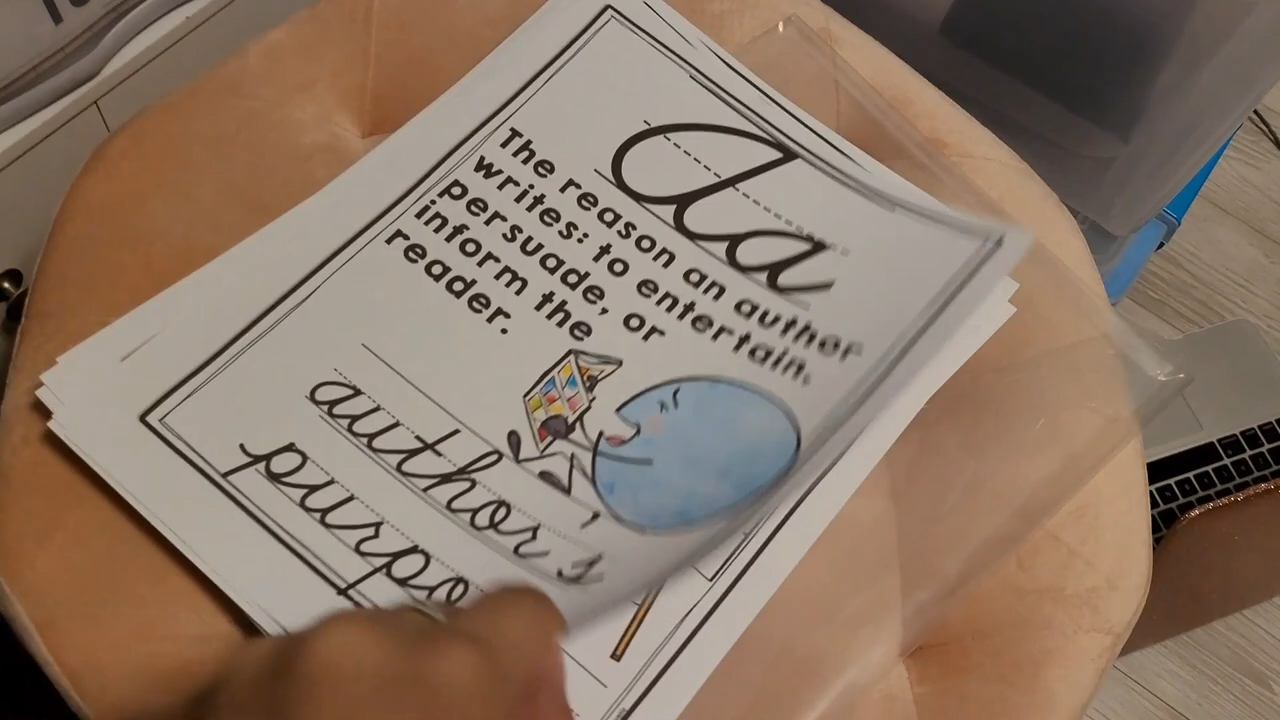 Aa
The reason an author
writes: to entertain,
persuade, or
inform the
reader.
author's
purpo